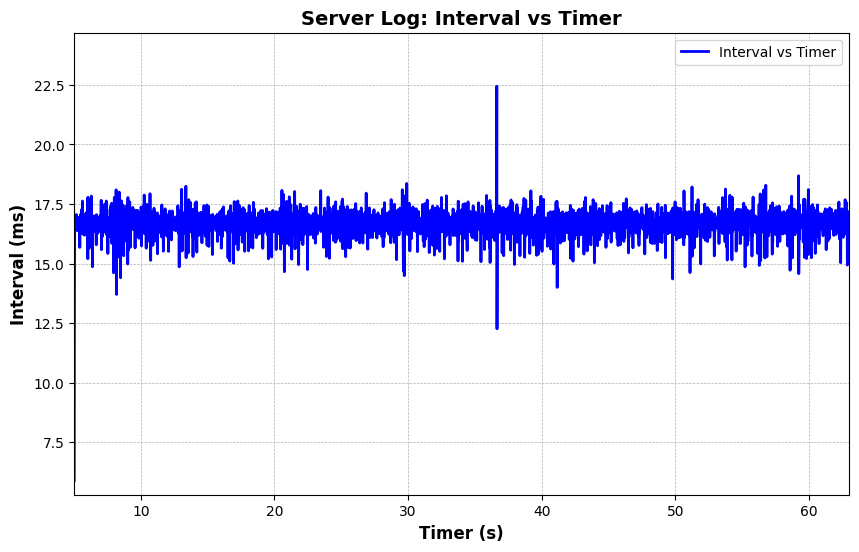 Server Log: Interval vs Timer
Interval vs Timer
22.5
20.0
17.5
15.0
12.5
10.0
7.5
Interval (ms)
10 20 30 40 50 60
Timer (s)